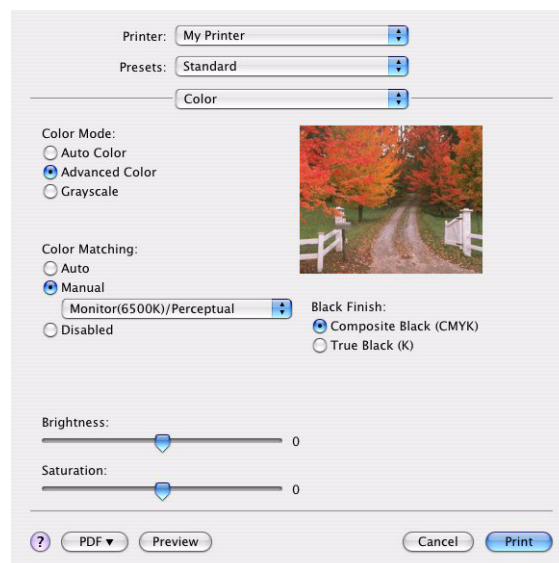 Printer: My Printer
Presets: Standard
Color
Color Mode:
Auto Color
Advanced Color
Grayscale
Color Matching:
Auto
Manual
Monitor(6500K)/Perceptual
Disabled
Black Finish:
Composite Black (CMYK)
True Black (K)
Brightness:
0
Saturation:
0
? PDF ▼ Preview Cancel Print